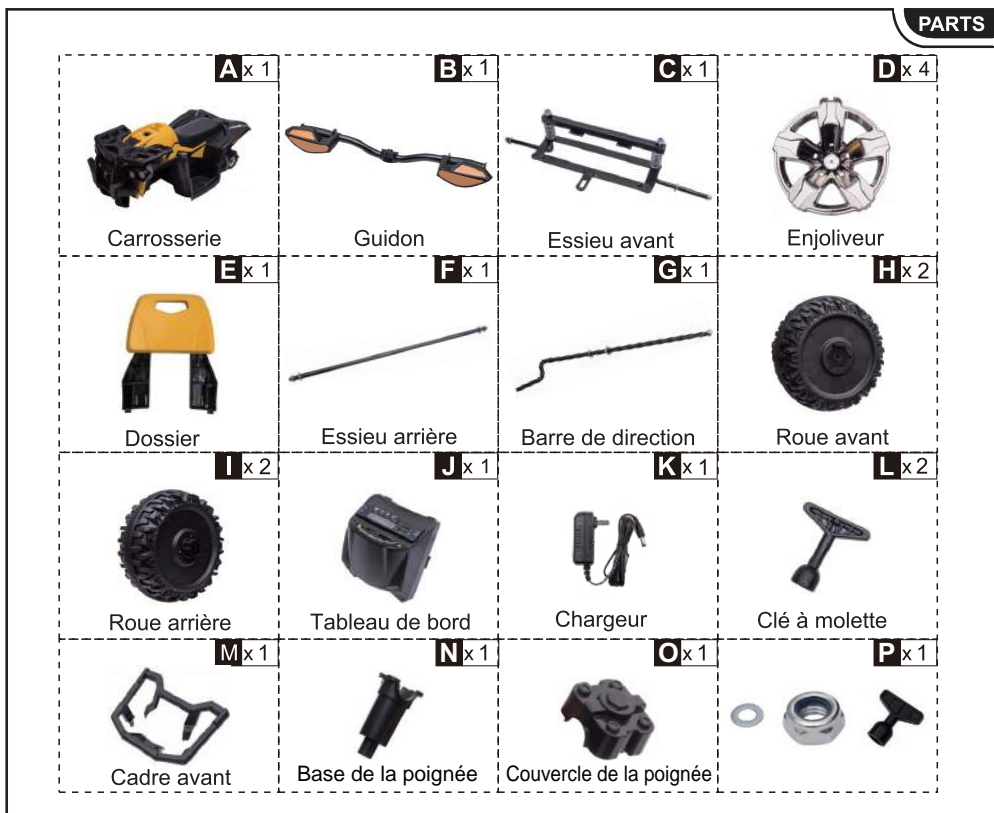 PARTS
A x 1
B x 1
C x 1
D x 4
Carrosserie
Guidon
Essieu avant
Enjoliveur
E x 1
F x 1
G x 1
H x 2
Dossier
Essieu arrière
Barre de direction
Roue avant
I x 2
J x 1
K x 1
L x 2
Roue arrière
Tableau de bord
Chargeur
Clé à molette
M x 1
N x 1
O x 1
P x 1
Cadre avant
Base de la poignée
Couvercle de la poignée